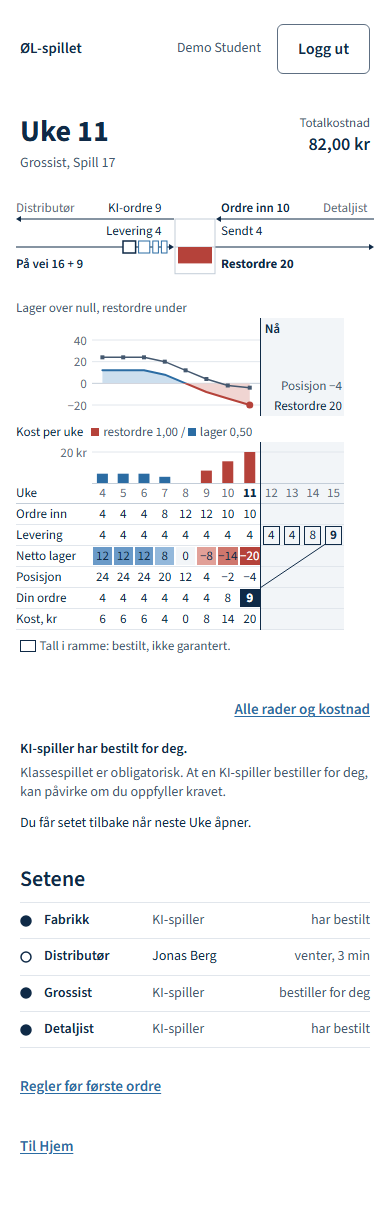 ØL-spillet
Demo Student
Logg ut
Uke 11
Grossist, Spill 17
Totalkostnad
82,00 kr
Distributør KI-ordre 9 Ordre inn 10 Detaljist
Levering 4 Sendt 4
På vei 16 + 9 Restordre 20
Lager over null, restordre under
Nå
40
20
0
−20
Posisjon −4
Restordre 20
Kost per uke restordre 1,00 / lager 0,50
20 kr
Uke 4 5 6 7 8 9 10 11 12 13 14 15
Ordre inn 4 4 4 8 12 12 10 10
Levering 4 4 4 4 4 4 4 4 4 4 8 9
Netto lager 12 12 12 8 0 −8 −14 −20
Posisjon 24 24 24 20 12 4 −2 −4
Din ordre 4 4 4 4 4 4 8 9
Kost, kr 6 6 6 4 0 8 14 20
Tall i ramme: bestilt, ikke garantert.
Alle rader og kostnad
KI-spiller har bestilt for deg.
Klassespillet er obligatorisk. At en KI-spiller bestiller for deg,
kan påvirke om du oppfyller kravet.
Du får setet tilbake når neste Uke åpner.
Setene
Fabrikk KI-spiller har bestilt
Distributør Jonas Berg venter, 3 min
Grossist KI-spiller bestiller for deg
Detaljist KI-spiller har bestilt
Regler før første ordre
Til Hjem